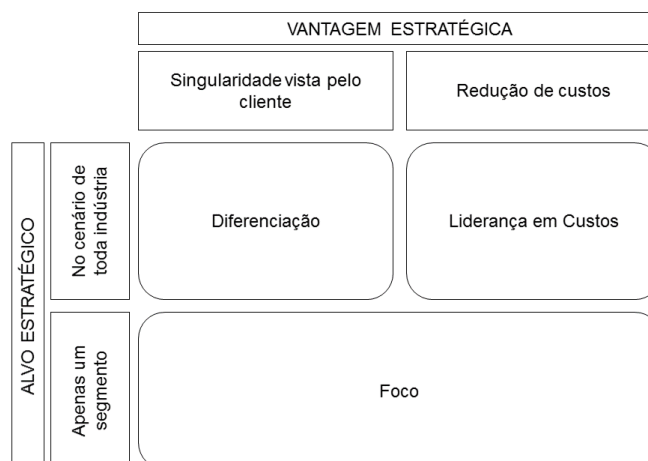 VANTAGEM ESTRATÉGICA
Singularidade vista pelo
cliente
Redução de custos
ALVO ESTRATÉGICO
No cenário de
toda indústria
Diferenciação
Liderança em Custos
Apenas um
segmento
Foco